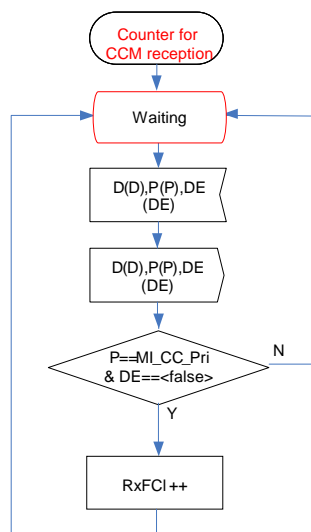 Counter for
CCM reception
Waiting
D(D),P(P),DE
(DE)
D(D),P(P),DE
(DE)
P==MI_CC_Pri
& DE==<false>
N
Y
RxFCl ++